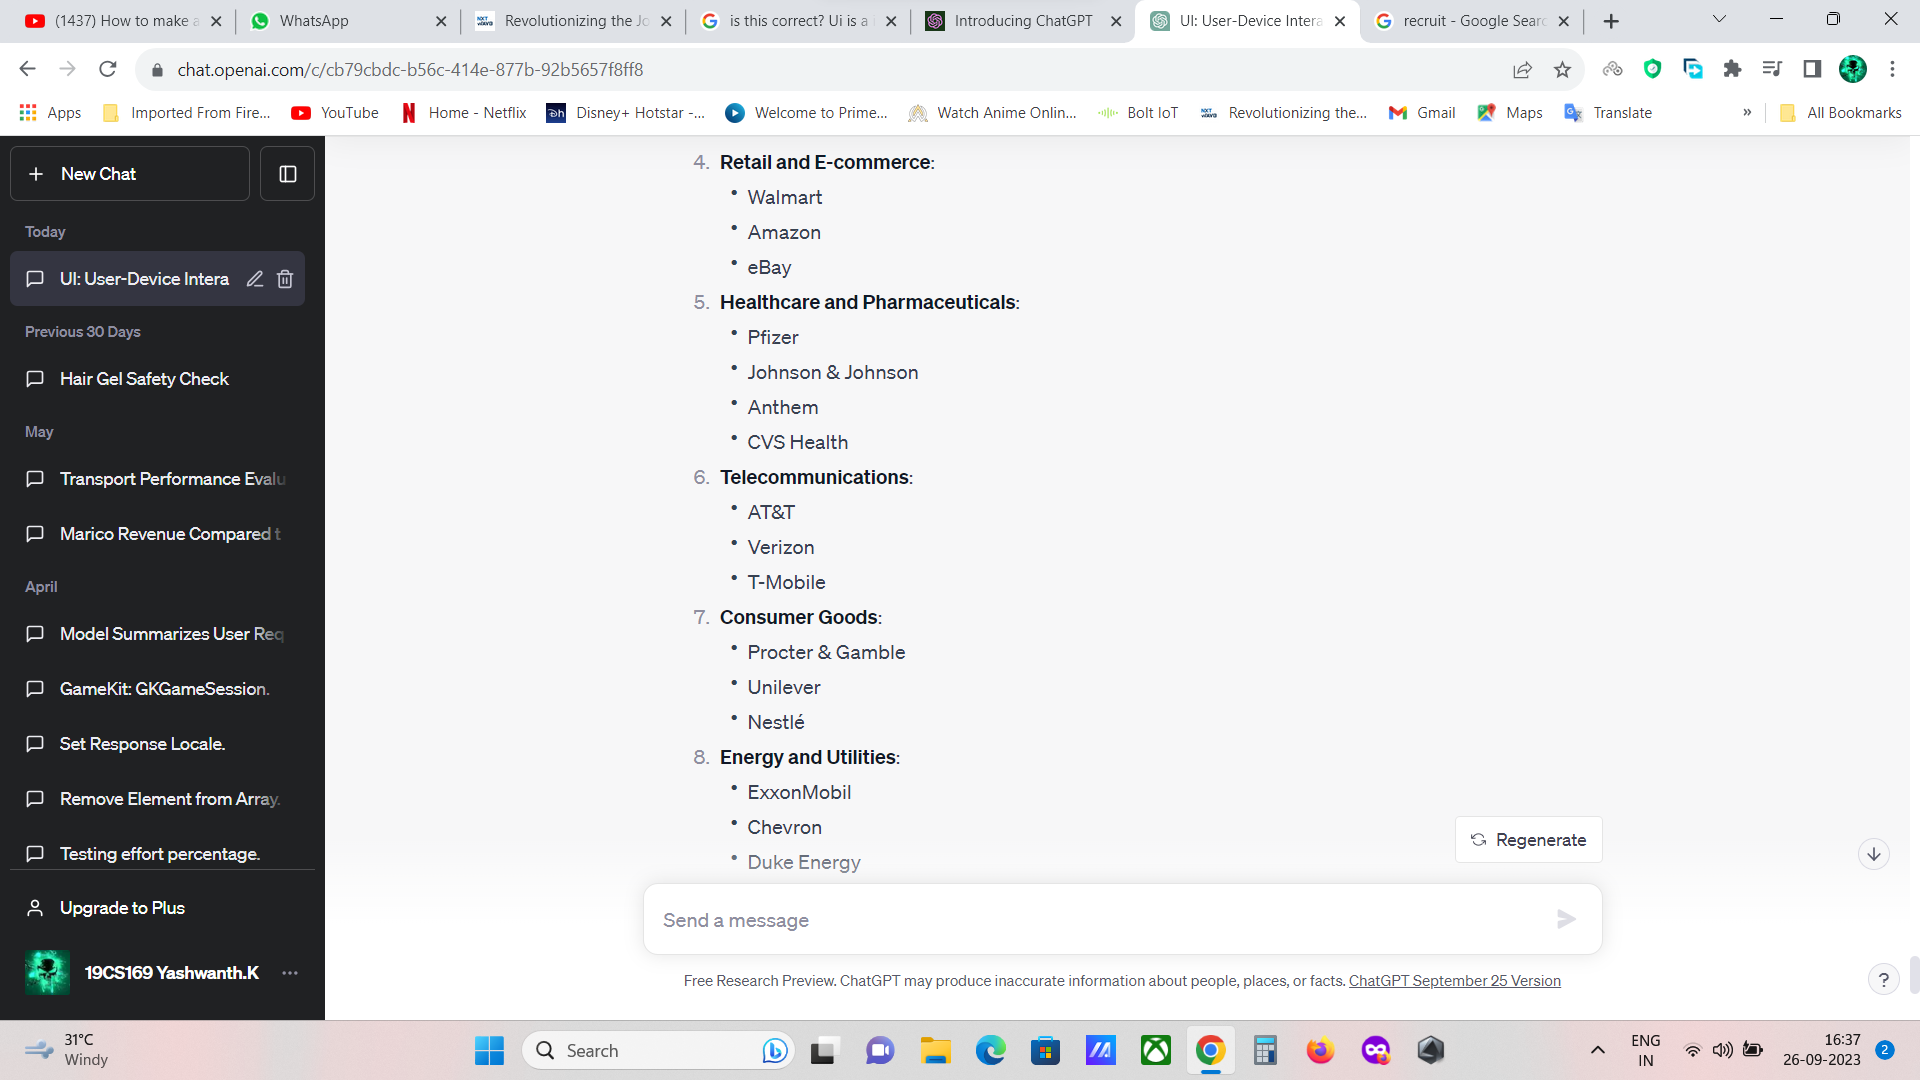 (1437) How to make a
WhatsApp
Revolutionizing the Jo
is this correct? Ui is a
Introducing ChatGPT
UI: User-Device Intera
recruit - Google Searc
chat.openai.com/c/cb79cbdc-b56c-414e-877b-92b5657f8ff8
Apps
Imported From Fire...
YouTube
Home - Netflix
Disney+ Hotstar -...
Welcome to Prime...
Watch Anime Onlin...
Bolt IoT
Revolutionizing the...
Gmail
Maps
Translate
»
All Bookmarks
+ New Chat
Today
UI: User-Device Intera
Previous 30 Days
Hair Gel Safety Check
May
Transport Performance Evalu
Marico Revenue Compared t
April
Model Summarizes User Req
GameKit: GKGameSession.
Set Response Locale.
Remove Element from Array.
Testing effort percentage.
Upgrade to Plus
19CS169 Yashwanth.K
4. Retail and E-commerce:
• Walmart
• Amazon
• eBay
5. Healthcare and Pharmaceuticals:
• Pfizer
• Johnson & Johnson
• Anthem
• CVS Health
6. Telecommunications:
• AT&T
• Verizon
• T-Mobile
7. Consumer Goods:
• Procter & Gamble
• Unilever
• Nestlé
8. Energy and Utilities:
• ExxonMobil
• Chevron
• Duke Energy
Regenerate
Send a message
Free Research Preview. ChatGPT may produce inaccurate information about people, places, or facts. ChatGPT September 25 Version
?
31°C
Windy
Search
ENG
IN
16:37
26-09-2023
2